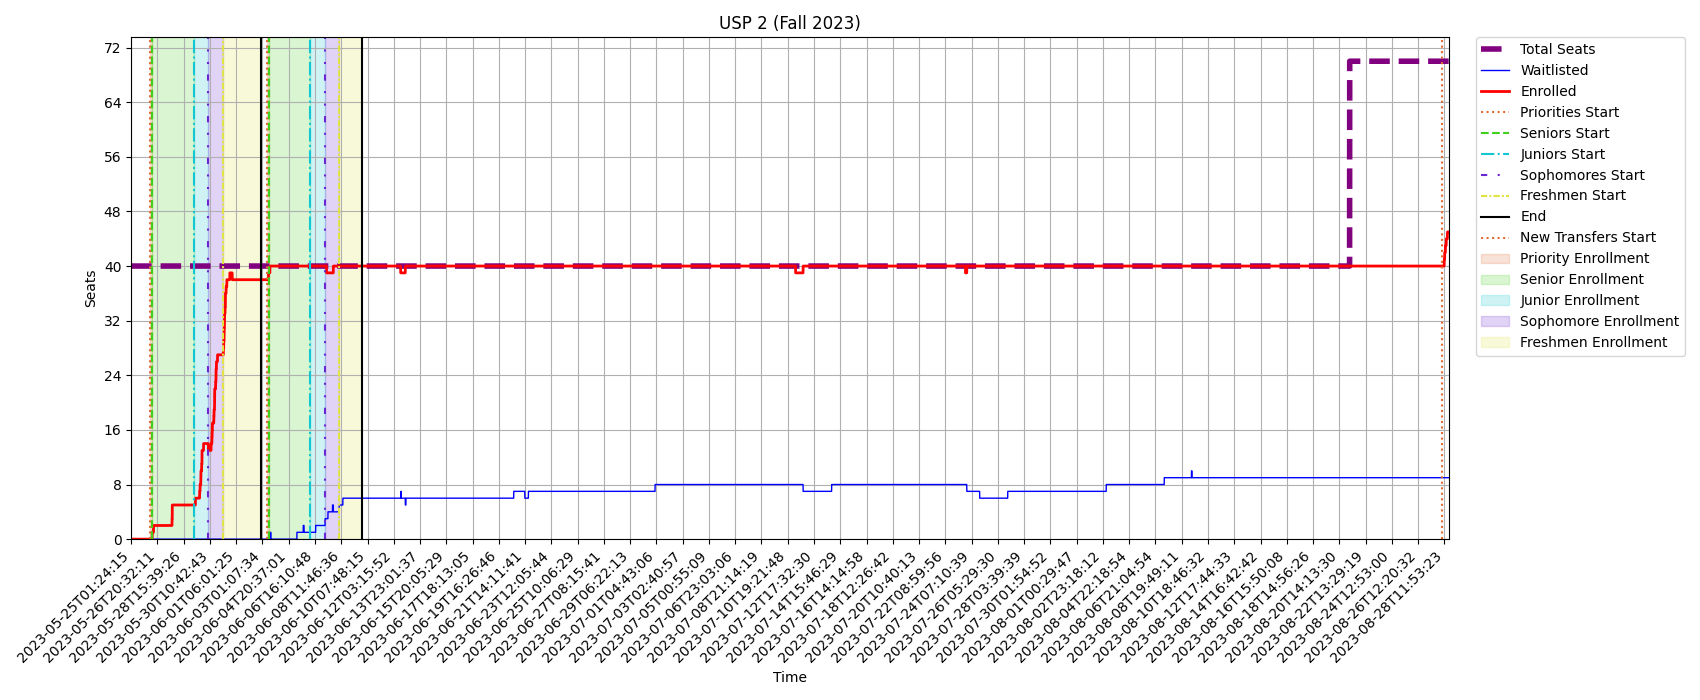 USP 2 (Fall 2023)
72
64
56
48
40
32
24
16
8
0
Seats
Total Seats
Waitlisted
Enrolled
Priorities Start
Seniors Start
Juniors Start
Sophomores Start
Freshmen Start
End
New Transfers Start
Priority Enrollment
Senior Enrollment
Junior Enrollment
Sophomore Enrollment
Freshmen Enrollment
2023-05-25T01:24:15
2023-05-26T20:32:11
2023-05-28T15:39:26
2023-05-30T10:42:43
2023-06-01T06:01:25
2023-06-03T01:07:34
2023-06-04T20:37:01
2023-06-06T16:10:48
2023-06-08T11:46:36
2023-06-10T07:48:15
2023-06-12T03:15:52
2023-06-13T23:01:37
2023-06-15T20:05:29
2023-06-17T18:13:05
2023-06-19T16:26:46
2023-06-21T14:11:41
2023-06-23T12:05:44
2023-06-25T10:06:29
2023-06-27T08:15:41
2023-06-29T06:22:13
2023-07-01T04:43:06
2023-07-03T02:40:57
2023-07-05T00:55:09
2023-07-06T23:03:06
2023-07-08T21:14:19
2023-07-10T19:21:48
2023-07-12T17:32:30
2023-07-14T15:46:29
2023-07-16T14:14:58
2023-07-18T12:26:42
2023-07-20T10:40:13
2023-07-22T08:59:56
2023-07-24T07:10:39
2023-07-26T05:29:30
2023-07-28T03:39:39
2023-07-30T01:54:52
2023-08-01T00:29:47
2023-08-02T23:18:12
2023-08-04T22:18:54
2023-08-06T21:04:54
2023-08-08T19:49:11
2023-08-10T18:46:32
2023-08-12T17:44:33
2023-08-14T16:42:42
2023-08-16T15:50:08
2023-08-18T14:56:26
2023-08-20T14:13:30
2023-08-22T13:29:19
2023-08-24T12:53:00
2023-08-26T12:20:32
2023-08-28T11:53:23
Time